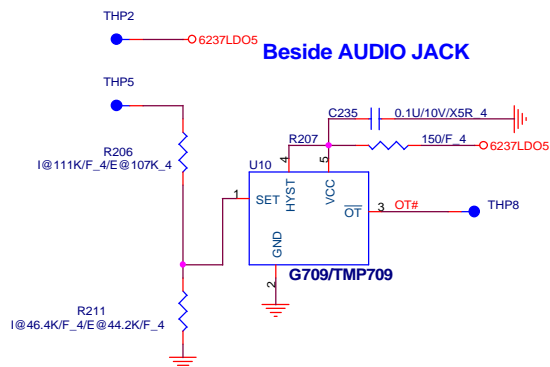 THP2
6237LDO5
Beside AUDIO JACK
THP5
C235
0.1U/10V/X5R_4
R206
I@111K/F_4/E@107K_4
R207
150/F_4
6237LDO5
U10
4
5
1
SET
HYST
VCC
OT
3
OT#
THP8
GND
2
G709/TMP709
R211
I@46.4K/F_4/E@44.2K/F_4